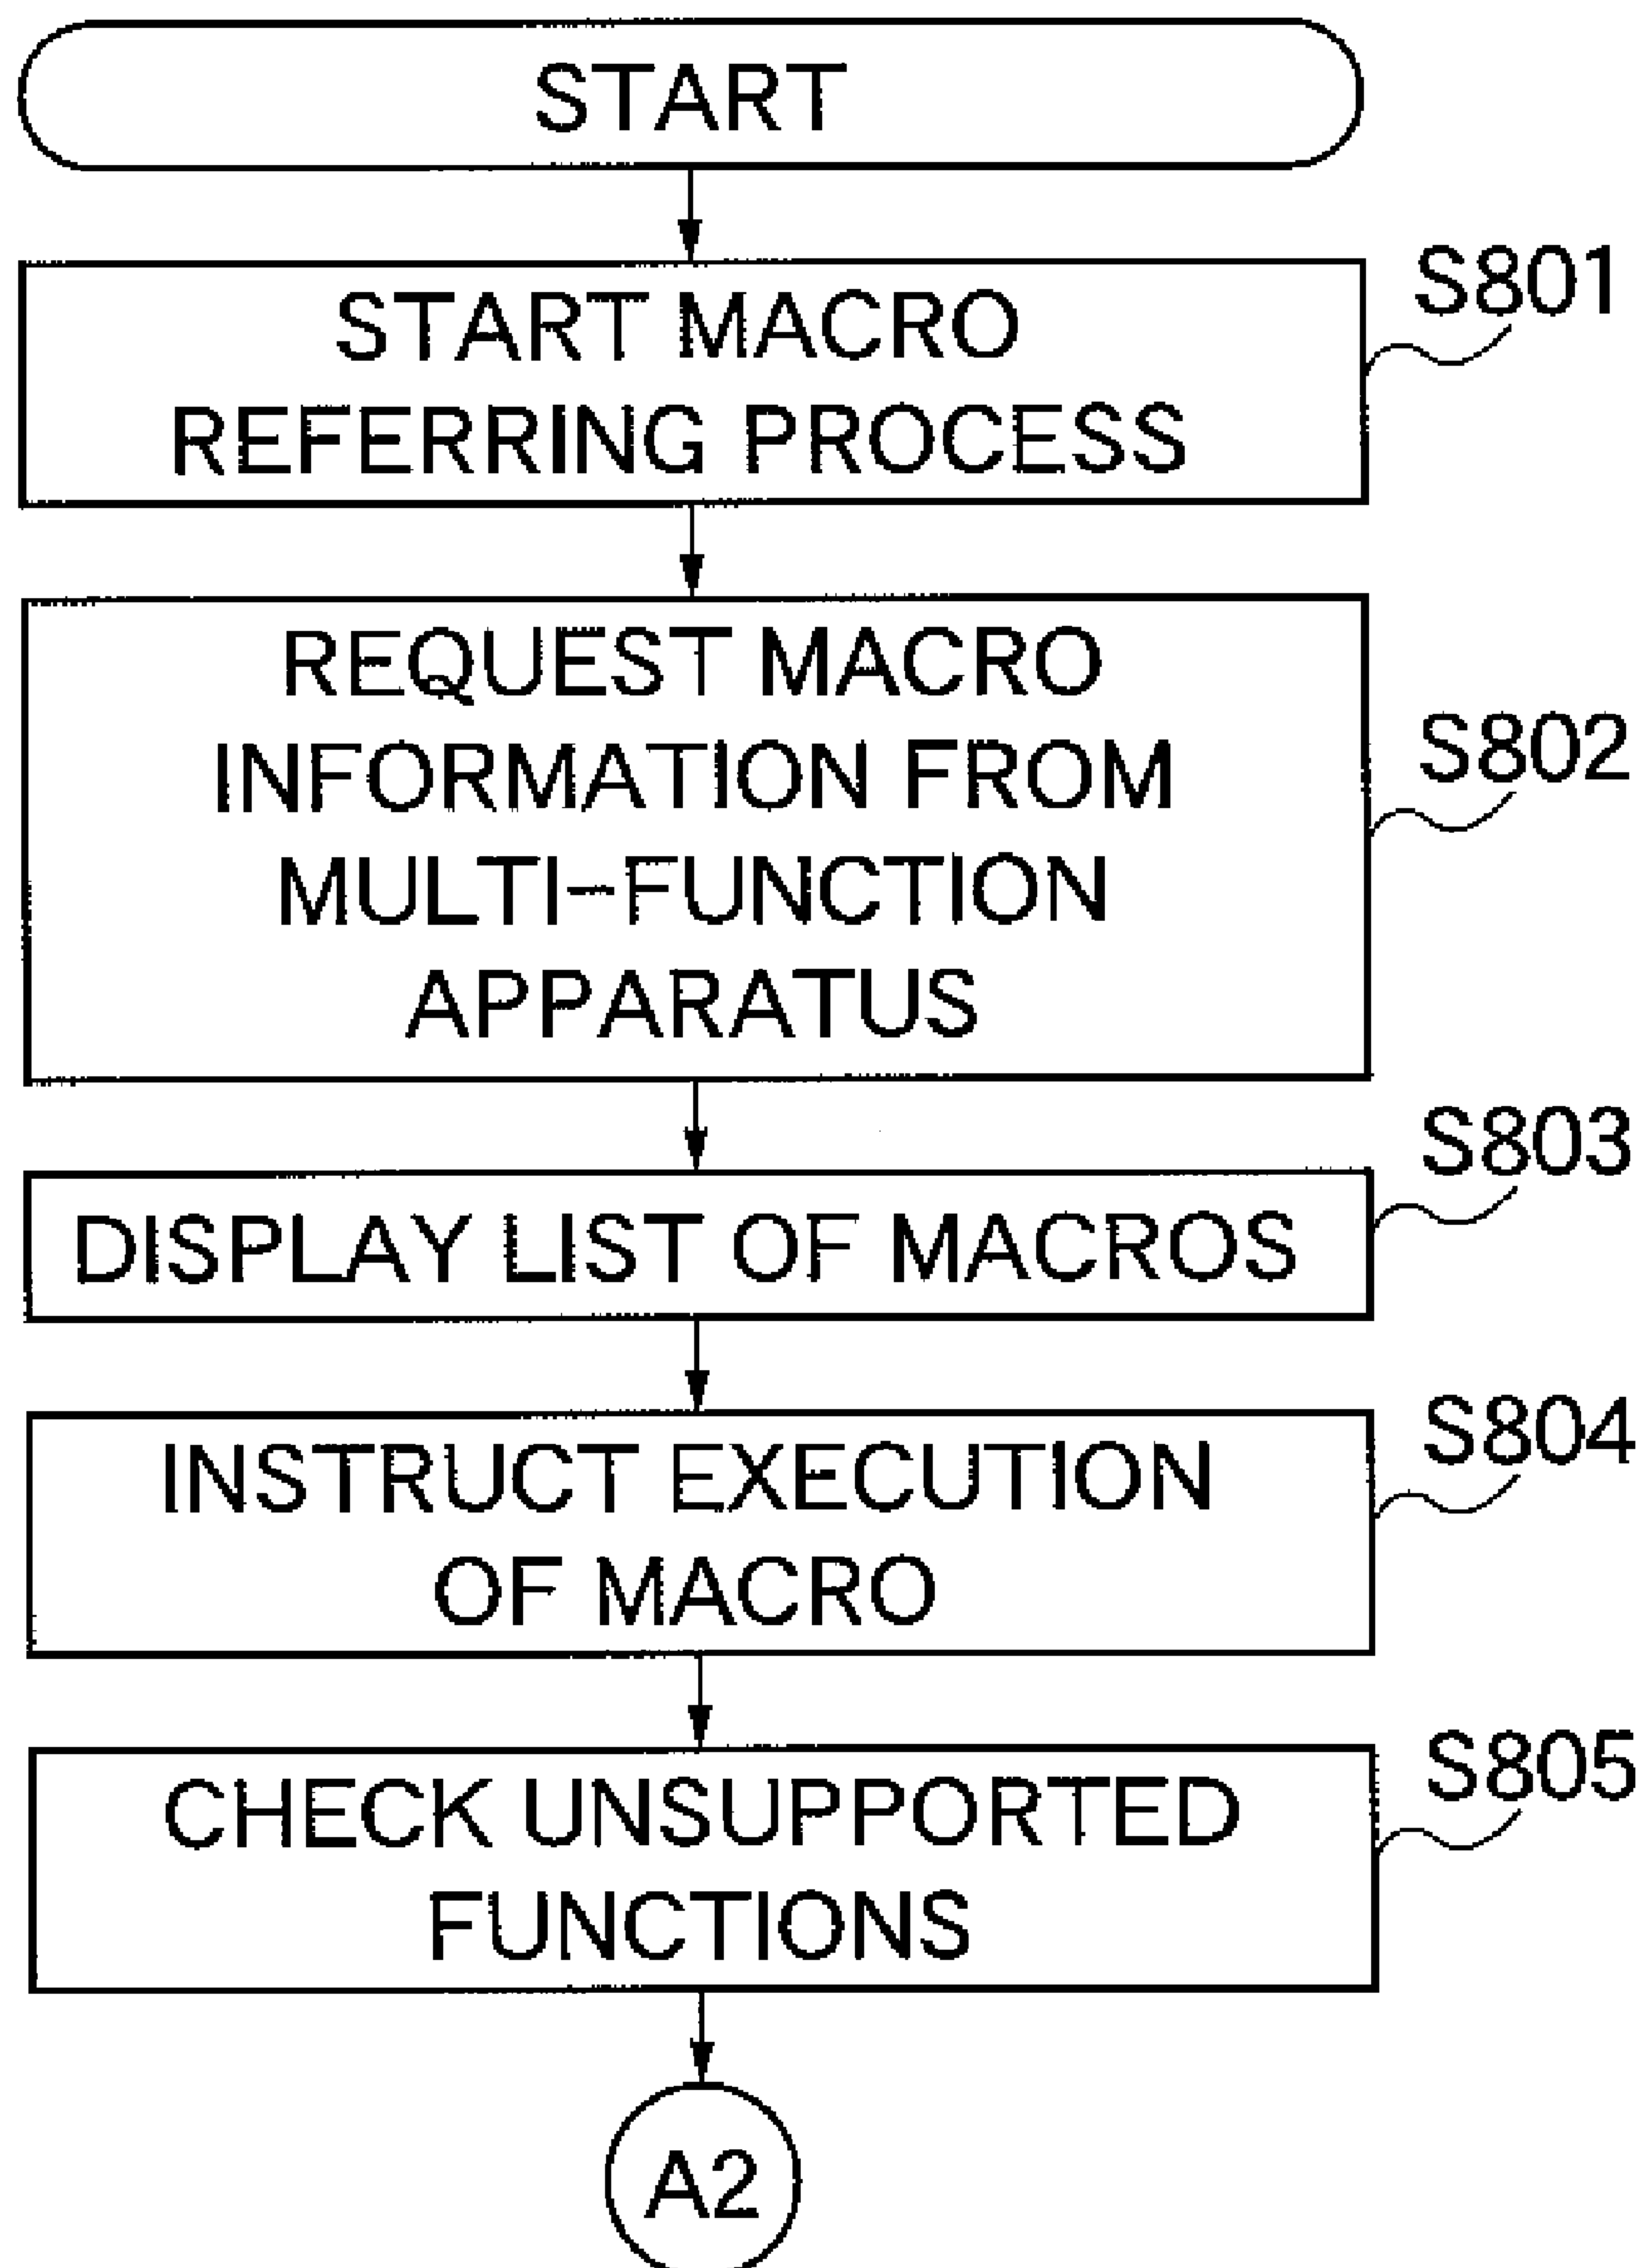 START
S801
START MACRO
REFERRING PROCESS
S802
REQUEST MACRO
INFORMATION FROM
MULTI-FUNCTION
APPARATUS
S803
DISPLAY LIST OF MACROS
S804
INSTRUCT EXECUTION
OF MACRO
S805
CHECK UNSUPPORTED
FUNCTIONS
A2